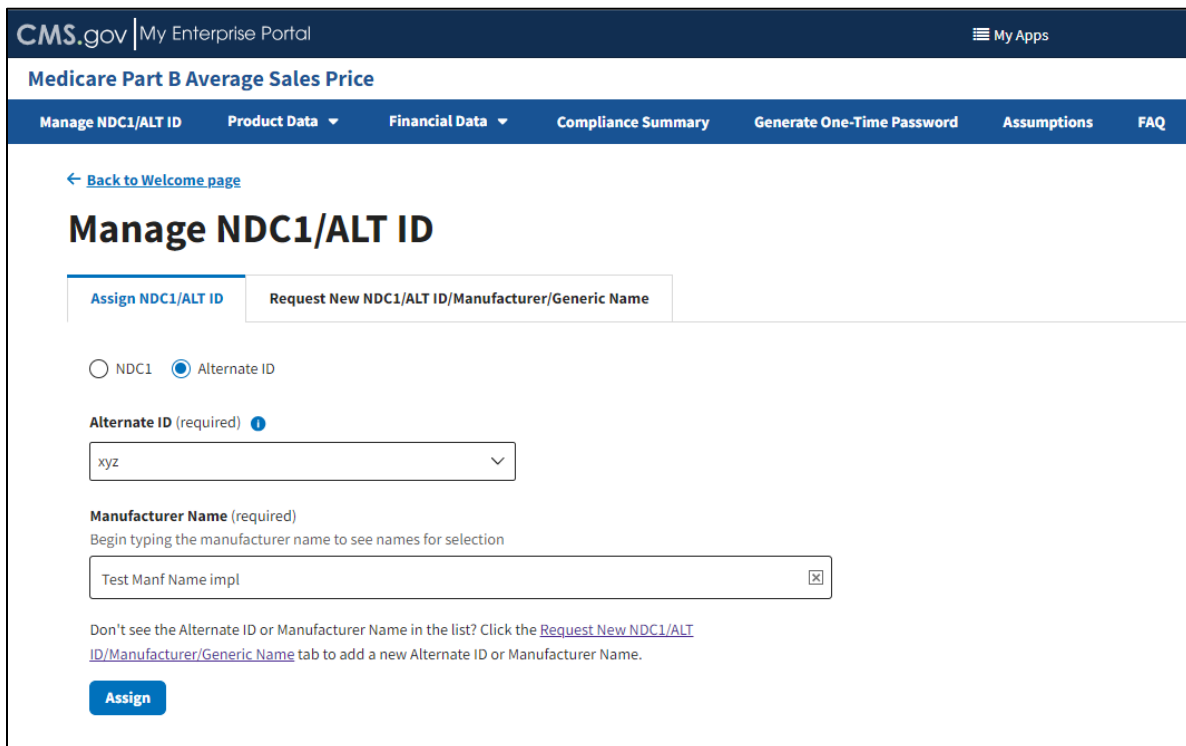 CMS.gov My Enterprise Portal
My Apps
Medicare Part B Average Sales Price
Manage NDC1/ALT ID Product Data Financial Data Compliance Summary Generate One-Time Password Assumptions FAQ
Back to Welcome page
Manage NDC1/ALT ID
Assign NDC1/ALT ID Request New NDC1/ALT ID/Manufacturer/Generic Name
NDC1 Alternate ID
Alternate ID (required)
xyz
Manufacturer Name (required)
Begin typing the manufacturer name to see names for selection
Test Manf Name impl
Don't see the Alternate ID or Manufacturer Name in the list? Click the Request New NDC1/ALT
ID/Manufacturer/Generic Name tab to add a new Alternate ID or Manufacturer Name.
Assign